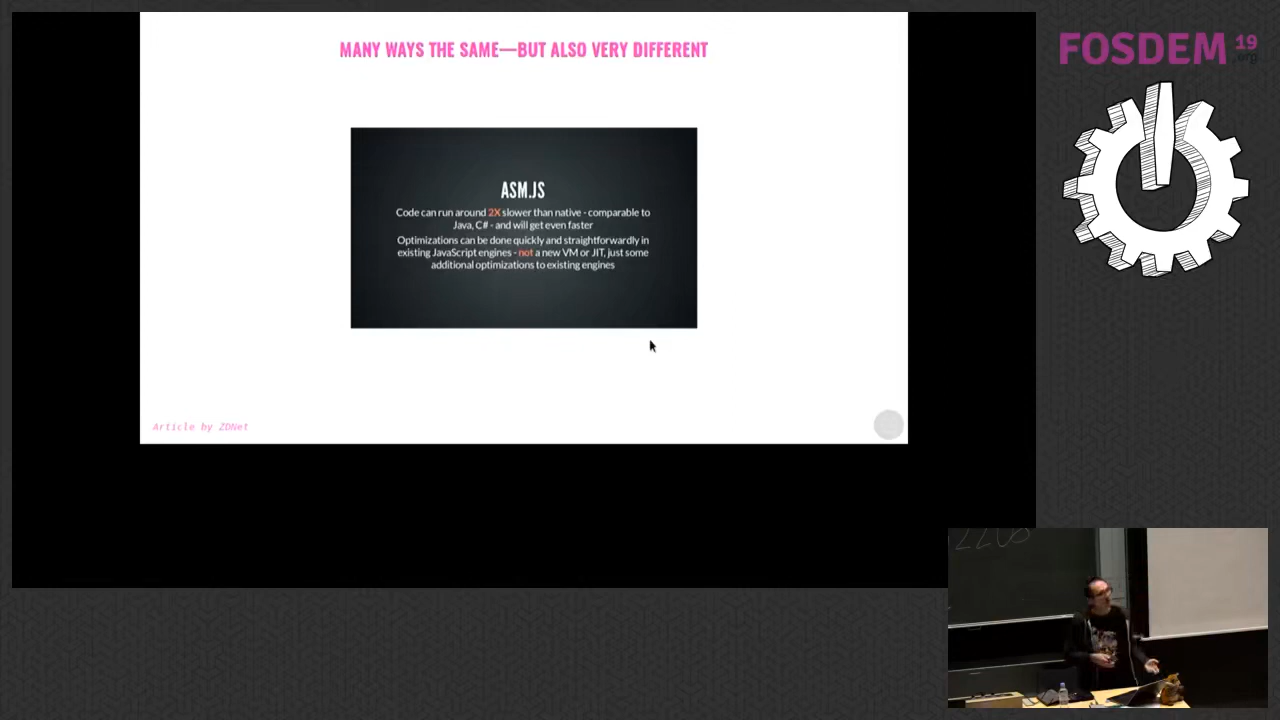 MANY WAYS THE SAME—BUT ALSO VERY DIFFERENT
ASM.JS
Code can run around 2X slower than native - comparable to
Java, C# - and will get even faster
Optimizations can be done quickly and straightforwardly in
existing JavaScript engines - not a new VM or JIT, just some
additional optimizations to existing engines
Article by ZDNet
FOSDEM 19
.org